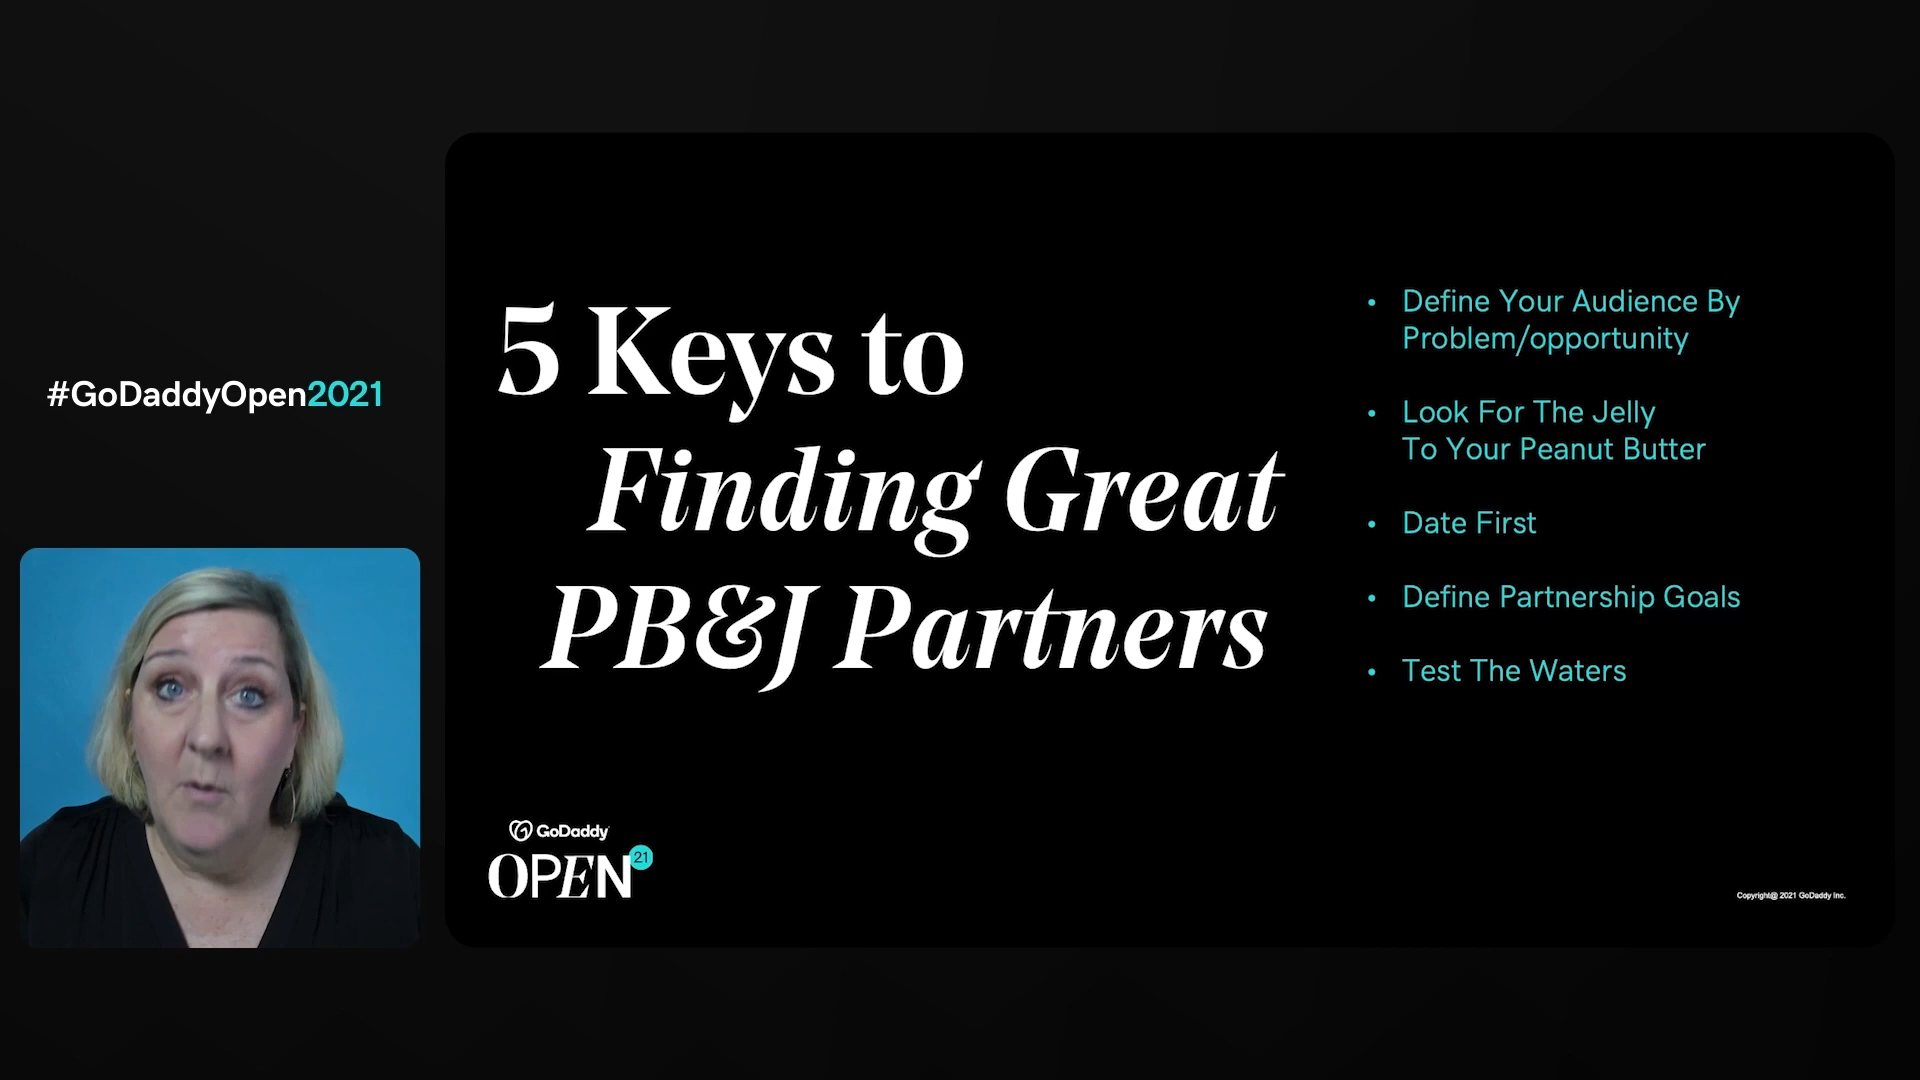 #GoDaddyOpen2021
5 Keys to
Finding Great
PB&J Partners
• Define Your Audience By
Problem/opportunity
• Look For The Jelly
To Your Peanut Butter
• Date First
• Define Partnership Goals
• Test The Waters
GoDaddy
OPEN 21
Copyright@ 2021 GoDaddy Inc.